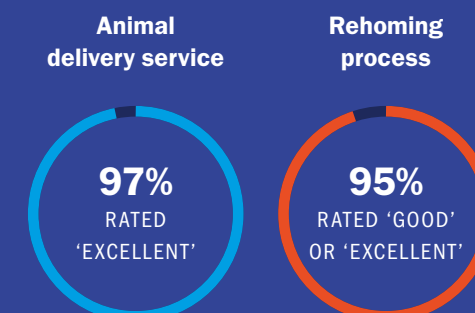 Animal
delivery service
97%
RATED
‘EXCELLENT’
Rehoming
process
95%
RATED ‘GOOD’
OR ‘EXCELLENT’